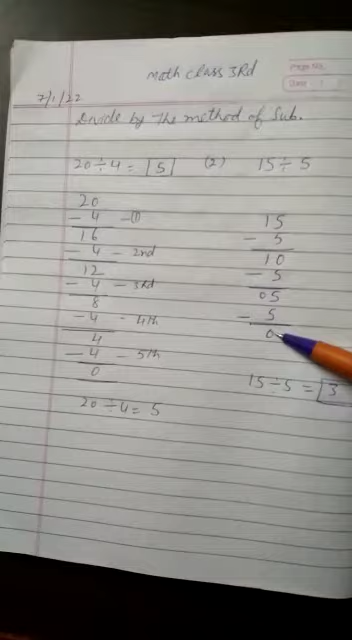 Math class 3Rd
Page No.
Date
7/1/22
Divide by The method of Sub.
20 ÷ 4 = 5
(2) 15 ÷ 5
20
- 4 - ①
16
- 4 - 2nd
12
- 4 - 3Rd
8
- 4 - 4th
4
- 4 - 5th
0
20 ÷ 4 = 5
15
- 5
10
- 5
05
- 5
0
15 ÷ 5 = 3